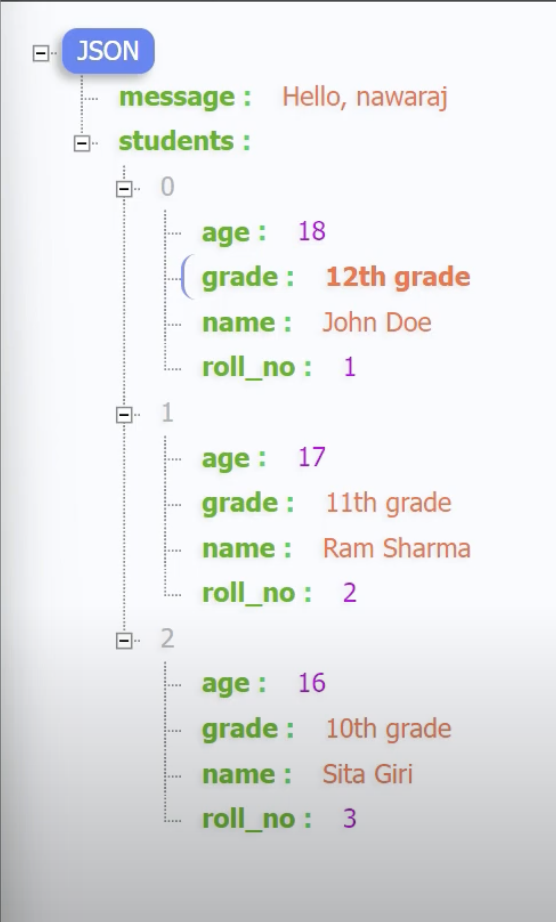 JSON
message : Hello, nawaraj
students :
0
age : 18
grade : 12th grade
name : John Doe
roll_no : 1
1
age : 17
grade : 11th grade
name : Ram Sharma
roll_no : 2
2
age : 16
grade : 10th grade
name : Sita Giri
roll_no : 3